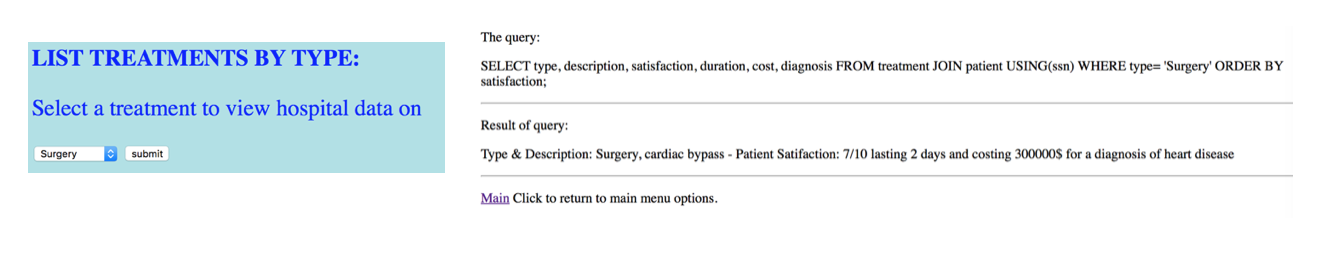 LIST TREATMENTS BY TYPE:
Select a treatment to view hospital data on
Surgery submit
The query:
SELECT type, description, satisfaction, duration, cost, diagnosis FROM treatment JOIN patient USING(ssn) WHERE type= 'Surgery' ORDER BY
satisfaction;
Result of query:
Type & Description: Surgery, cardiac bypass - Patient Satifaction: 7/10 lasting 2 days and costing 300000$ for a diagnosis of heart disease
Main Click to return to main menu options.